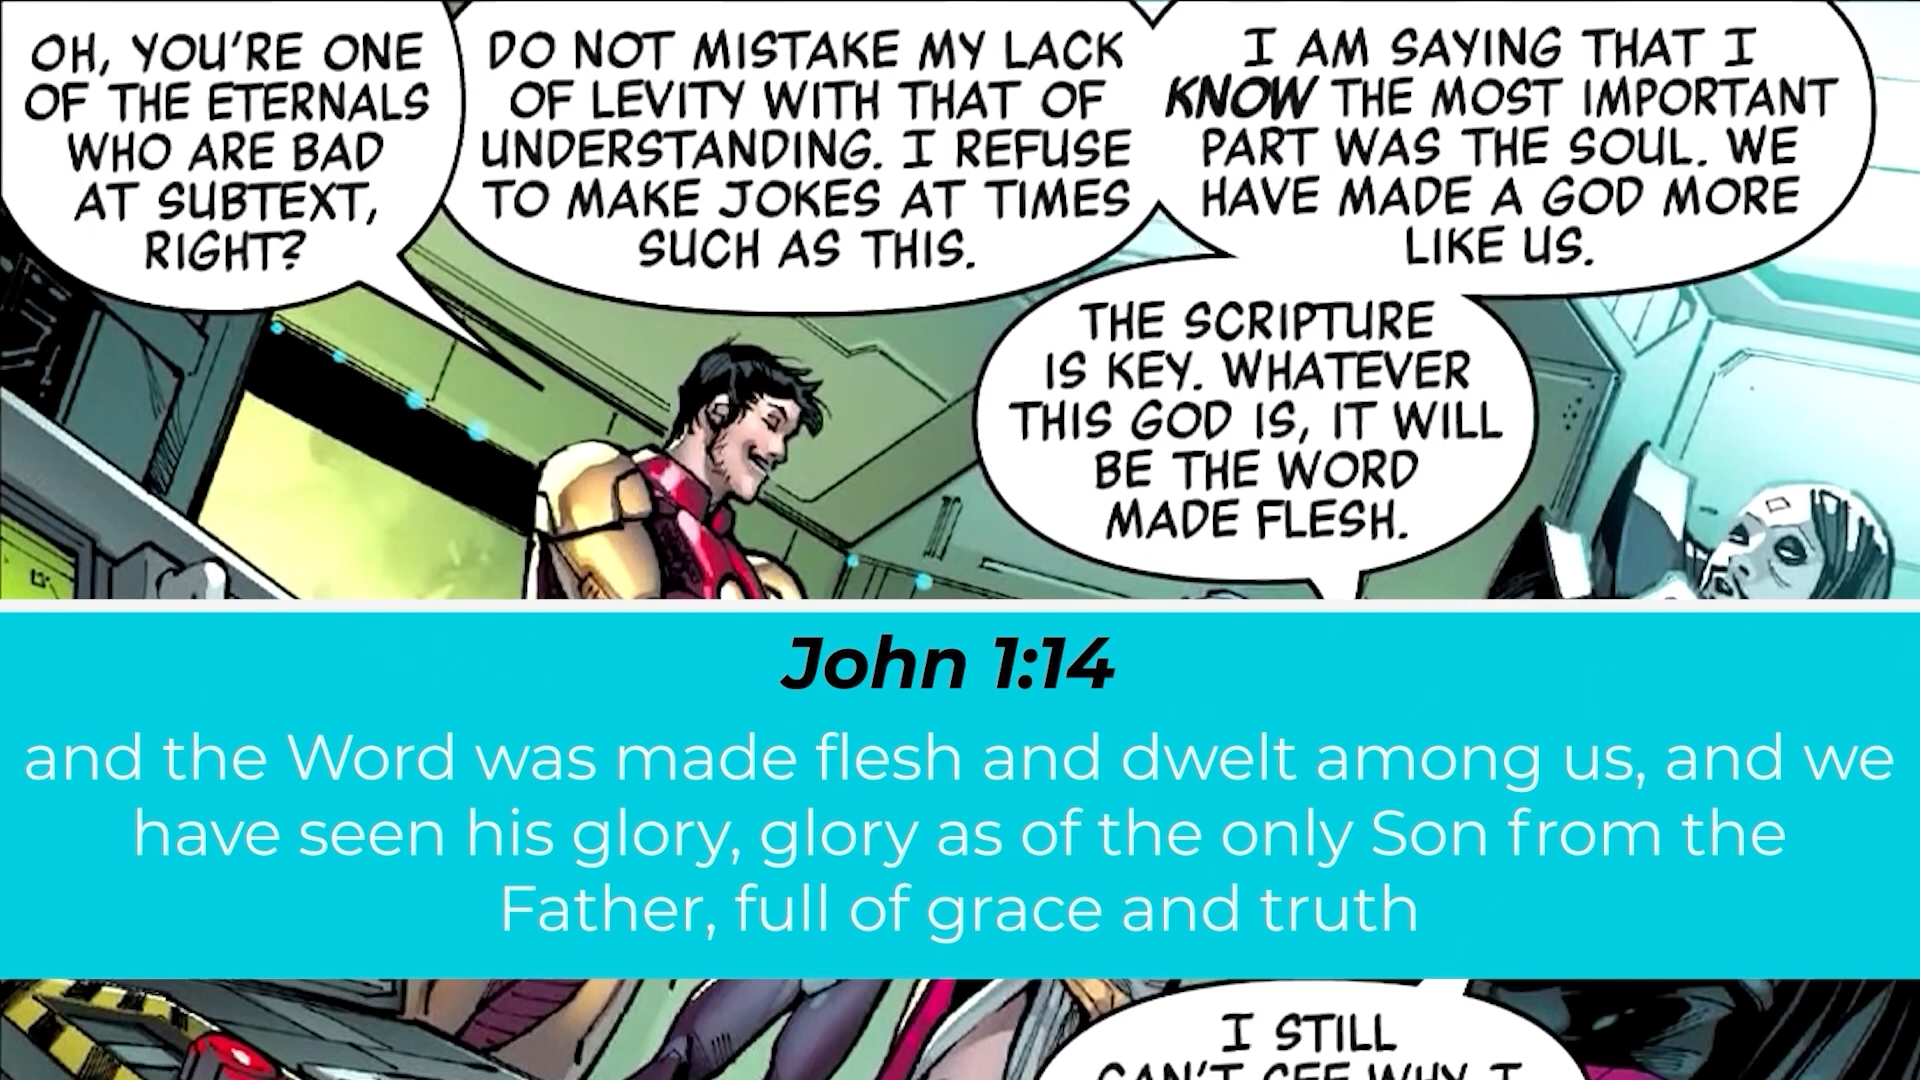 OH, YOU'RE ONE
OF THE ETERNALS
WHO ARE BAD
AT SUBTEXT,
RIGHT?
DO NOT MISTAKE MY LACK
OF LEVITY WITH THAT OF
UNDERSTANDING. I REFUSE
TO MAKE JOKES AT TIMES
SUCH AS THIS.
I AM SAYING THAT I
KNOW THE MOST IMPORTANT
PART WAS THE SOUL. WE
HAVE MADE A GOD MORE
LIKE US.
THE SCRIPTURE
IS KEY. WHATEVER
THIS GOD IS, IT WILL
BE THE WORD
MADE FLESH.
John 1:14
and the Word was made flesh and dwelt among us, and we
have seen his glory, glory as of the only Son from the
Father, full of grace and truth
I STILL
CAN'T SEE WHY I